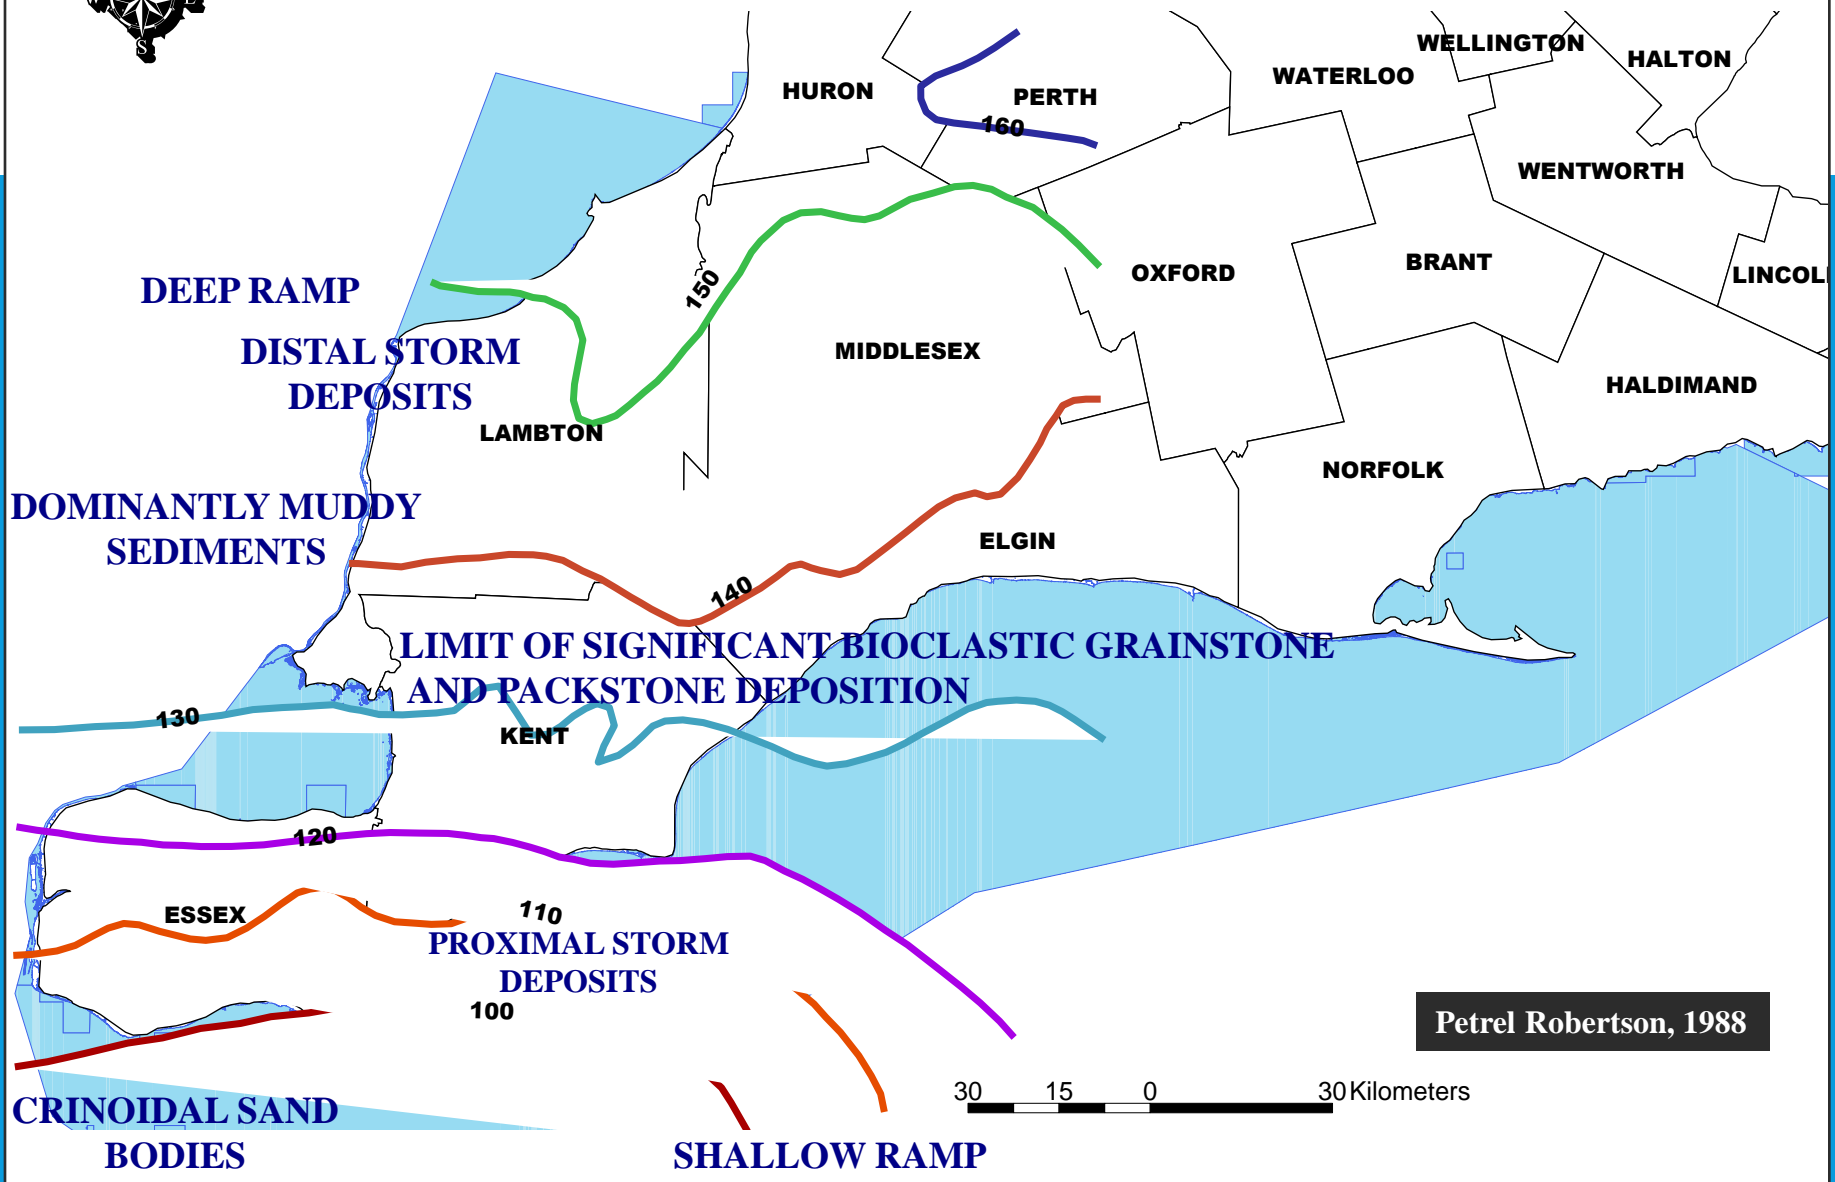 S
WELLINGTON
HALTON
WATERLOO
HURON
PERTH
160
WENTWORTH
BRANT
OXFORD
LINCOL
DEEP RAMP
150
DISTAL STORM
DEPOSITS
MIDDLESEX
HALDIMAND
LAMBTON
NORFOLK
DOMINANTLY MUDDY
SEDIMENTS
ELGIN
140
LIMIT OF SIGNIFICANT BIOCLASTIC GRAINSTONE
AND PACKSTONE DEPOSITION
130
KENT
120
ESSEX
110
PROXIMAL STORM
DEPOSITS
100
Petrel Robertson, 1988
30 15 0 30 Kilometers
CRINOIDAL SAND
BODIES
SHALLOW RAMP